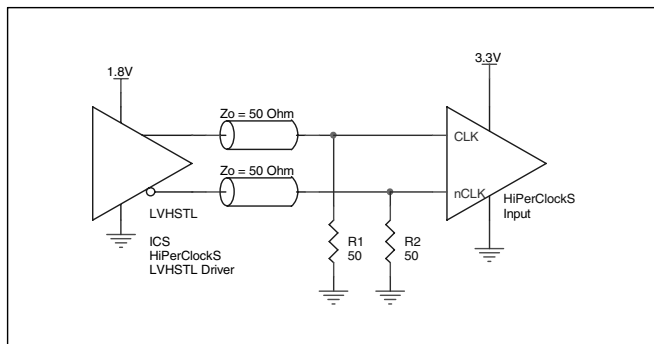 1.8V
3.3V
Zo = 50 Ohm
CLK
Zo = 50 Ohm
nCLK
HiPerClockS
Input
LVHSTL
ICS
HiPerClockS
LVHSTL Driver
R1
50
R2
50